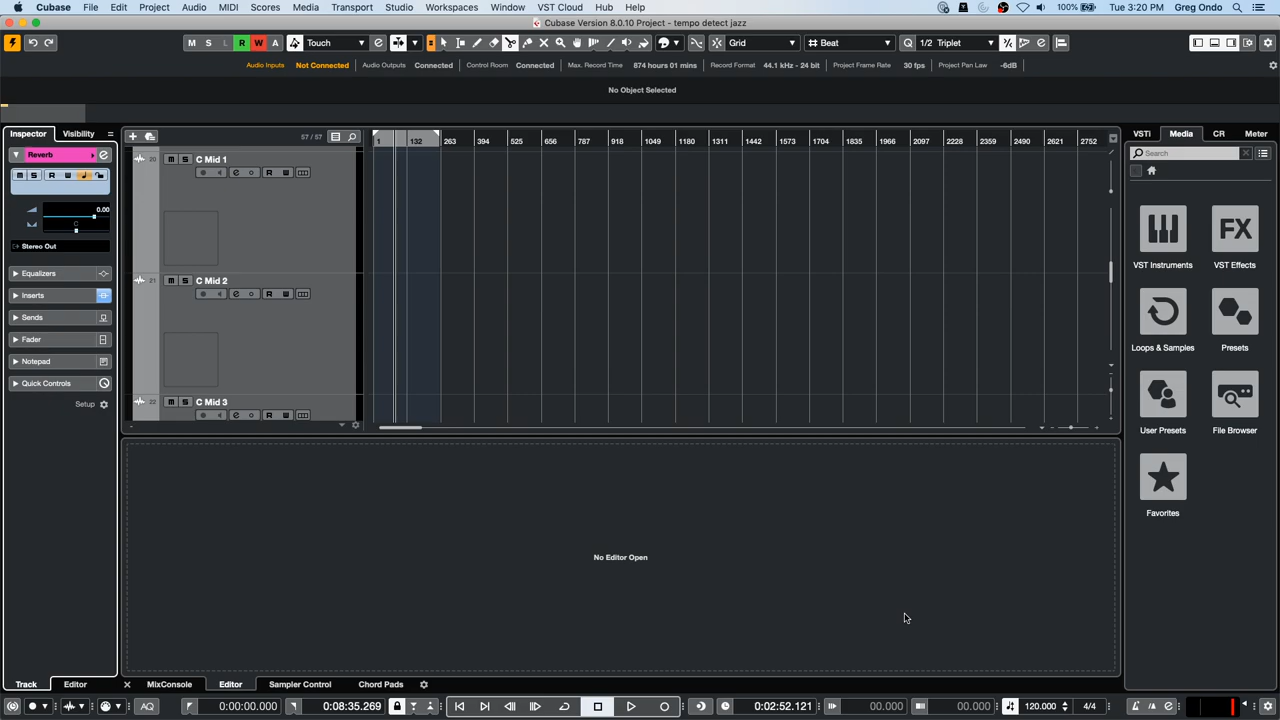 Cubase File Edit Project Audio MIDI Scores Media Transport Studio Workspaces Window VST Cloud Hub Help 100% Tue 3:20 PM Greg Ondo
Cubase Version 8.0.10 Project - tempo detect jazz
M S L R W A Touch Grid Beat Q 1/2 Triplet
Audio Inputs Not Connected Audio Outputs Connected Control Room Connected Max. Record Time 874 hours 01 mins Record Format 44.1 kHz - 24 bit Project Frame Rate 30 fps Project Pan Law -6dB
No Object Selected
Inspector Visibility
57 / 57
1 132 263 394 525 656 787 918 1049 1180 1311 1442 1573 1704 1835 1966 2097 2228 2359 2490 2621 2752
VSTi Media CR Meter
Reverb
Search
20 M S C Mid 1
R W
M S R W
0.00
C
Stereo Out
Equalizers
Inserts
Sends
Fader
Notepad
Quick Controls
Setup
21 M S C Mid 2
R W
22 M S C Mid 3
R W
VST Instruments
FX
VST Effects
Loops & Samples
Presets
User Presets
File Browser
Favorites
No Editor Open
Track Editor
MixConsole Editor Sampler Control Chord Pads
AQ 0:00:00.000 0:08:35.269 0:02:52.121 00.000 00.000 120.000 4/4